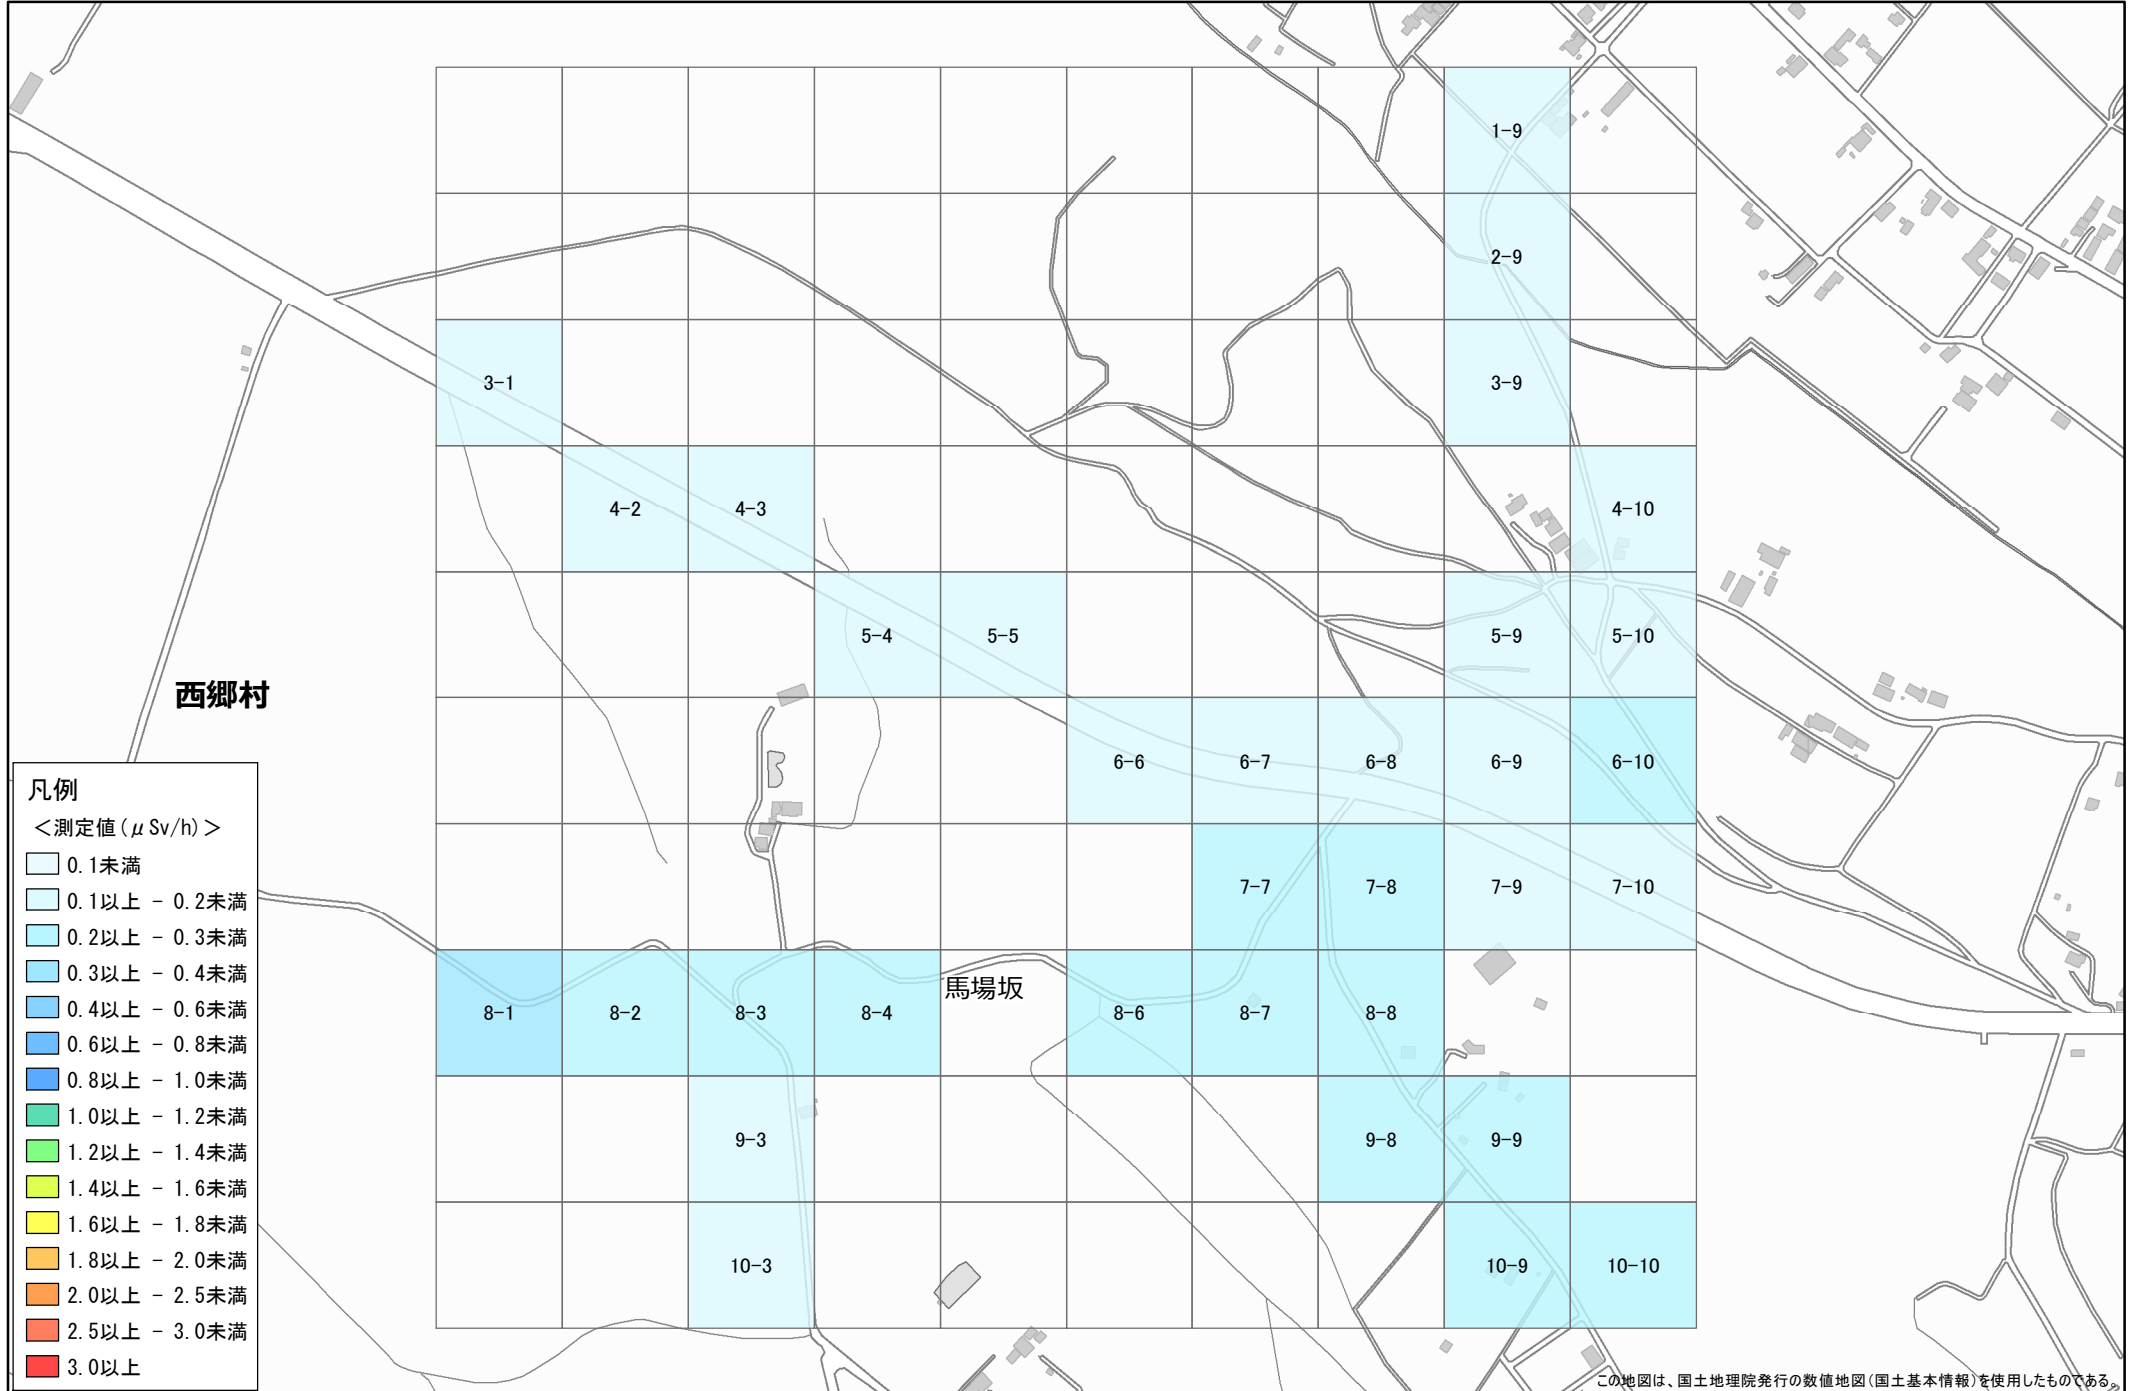 1-9
2-9
3-1
3-9
4-2
4-3
4-10
5-4
5-5
5-9
5-10
西郷村
6-6
6-7
6-8
6-9
6-10
7-7
7-8
7-9
7-10
馬場坂
8-1
8-2
8-3
8-4
8-6
8-7
8-8
9-3
9-8
9-9
10-3
10-9
10-10
凡例
＜測定値(μSv/h)＞
0.1未満
0.1以上 - 0.2未満
0.2以上 - 0.3未満
0.3以上 - 0.4未満
0.4以上 - 0.6未満
0.6以上 - 0.8未満
0.8以上 - 1.0未満
1.0以上 - 1.2未満
1.2以上 - 1.4未満
1.4以上 - 1.6未満
1.6以上 - 1.8未満
1.8以上 - 2.0未満
2.0以上 - 2.5未満
2.5以上 - 3.0未満
3.0以上
この地図は、国土地理院発行の数値地図(国土基本情報)を使用したものである。